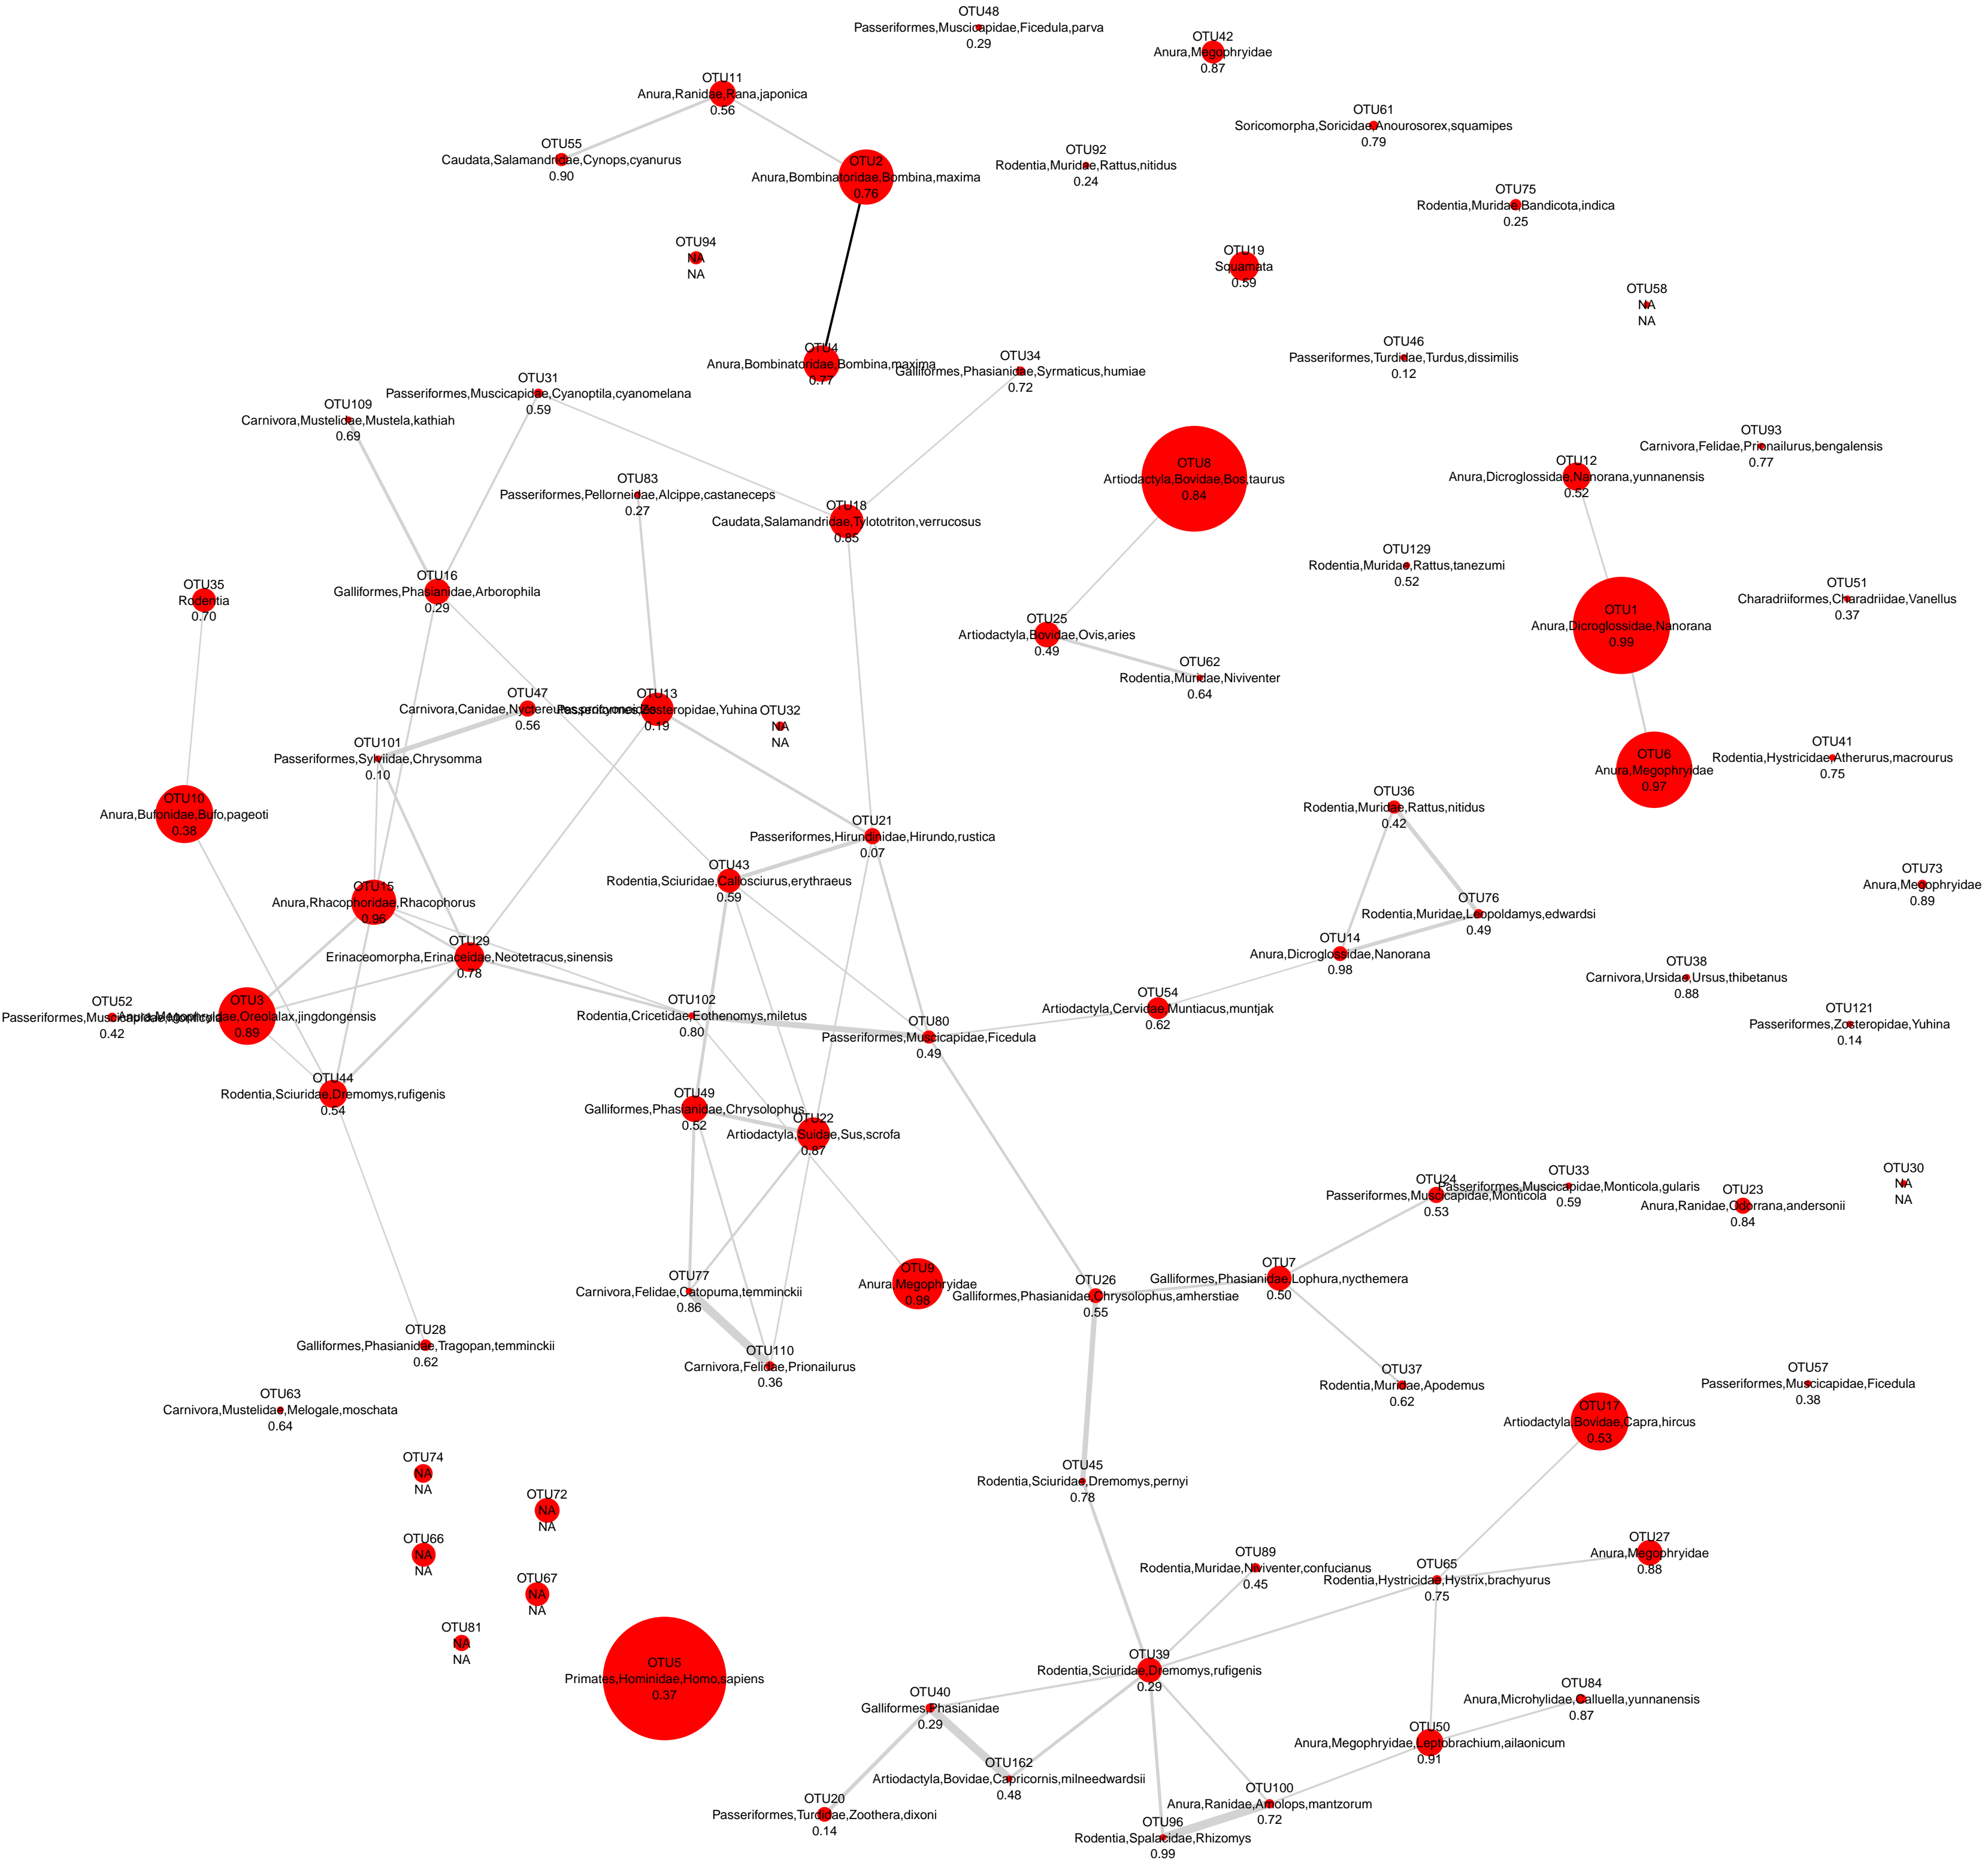 OTU48
Passeriformes,Muscicapidae,Ficedula,parva
0.29
OTU42
Anura,Megophryidae
0.87
OTU11
Anura,Ranidae,Rana,japonica
0.56
OTU61
Soricomorpha,Soricidae,Anourosorex,squamipes
0.79
OTU55
Caudata,Salamandridae,Cynops,cyanurus
0.90
OTU2
Anura,Bombinatoridae,Bombina,maxima
0.76
OTU92
Rodentia,Muridae,Rattus,nitidus
0.24
OTU75
Rodentia,Muridae,Bandicota,indica
0.25
OTU94
NA
NA
OTU19
Squamata
0.59
OTU58
NA
NA
OTU4
Anura,Bombinatoridae,Bombina,maxima
0.77
OTU34
Galliformes,Phasianidae,Syrmaticus,humiae
0.72
OTU46
Passeriformes,Turdidae,Turdus,dissimilis
0.12
OTU31
Passeriformes,Muscicapidae,Cyanoptila,cyanomelana
0.59
OTU109
Carnivora,Mustelidae,Mustela,kathiah
0.69
OTU93
Carnivora,Felidae,Prionailurus,bengalensis
0.77
OTU8
Artiodactyla,Bovidae,Bos,taurus
0.84
OTU12
Anura,Dicroglossidae,Nanorana,yunnanensis
0.52
OTU83
Passeriformes,Pellorneidae,Alcippe,castaneceps
0.27
OTU18
Caudata,Salamandridae,Tylototriton,verrucosus
0.85
OTU129
Rodentia,Muridae,Rattus,tanezumi
0.52
OTU16
Galliformes,Phasianidae,Arborophila
0.29
OTU35
Rodentia
0.70
OTU51
Charadriiformes,Charadriidae,Vanellus
0.37
OTU1
Anura,Dicroglossidae,Nanorana
0.99
OTU25
Artiodactyla,Bovidae,Ovis,aries
0.49
OTU62
Rodentia,Muridae,Niviventer
0.64
OTU47
Carnivora,Canidae,Nyctereutes,procyonoides
0.56
OTU13
Passeriformes,Zosteropidae,Yuhina
0.19
OTU32
NA
NA
OTU101
Passeriformes,Sylviidae,Chrysomma
0.10
OTU6
Anura,Megophryidae
0.97
OTU41
Rodentia,Hystricidae,Atherurus,macrourus
0.75
OTU10
Anura,Bufonidae,Bufo,pageoti
0.38
OTU36
Rodentia,Muridae,Rattus,nitidus
0.42
OTU21
Passeriformes,Hirundinidae,Hirundo,rustica
0.07
OTU43
Rodentia,Sciuridae,Callosciurus,erythraeus
0.59
OTU73
Anura,Megophryidae
0.89
OTU15
Anura,Rhacophoridae,Rhacophorus
0.96
OTU76
Rodentia,Muridae,Leopoldamys,edwardsi
0.49
OTU29
Erinaceomorpha,Erinaceidae,Neotetracus,sinensis
0.78
OTU14
Anura,Dicroglossidae,Nanorana
0.98
OTU38
Carnivora,Ursidae,Ursus,thibetanus
0.88
OTU52
Passeriformes,Muscicapidae,Monticola
0.42
OTU3
Anura,Megophryidae,Oreolalax,jingdongensis
0.89
OTU102
Rodentia,Cricetidae,Eothenomys,miletus
0.80
OTU54
Artiodactyla,Cervidae,Muntiacus,muntjak
0.62
OTU121
Passeriformes,Zosteropidae,Yuhina
0.14
OTU80
Passeriformes,Muscicapidae,Ficedula
0.49
OTU44
Rodentia,Sciuridae,Dremomys,rufigenis
0.54
OTU49
Galliformes,Phasianidae,Chrysolophus
0.52
OTU22
Artiodactyla,Suidae,Sus,scrofa
0.87
OTU24
Passeriformes,Muscicapidae,Monticola
0.53
OTU33
Passeriformes,Muscicapidae,Monticola,gularis
0.59
OTU23
Anura,Ranidae,Odorrana,andersonii
0.84
OTU30
NA
NA
OTU9
Anura,Megophryidae
0.98
OTU7
Galliformes,Phasianidae,Lophura,nycthemera
0.50
OTU77
Carnivora,Felidae,Catopuma,temminckii
0.86
OTU26
Galliformes,Phasianidae,Chrysolophus,amherstiae
0.55
OTU28
Galliformes,Phasianidae,Tragopan,temminckii
0.62
OTU110
Carnivora,Felidae,Prionailurus
0.36
OTU37
Rodentia,Muridae,Apodemus
0.62
OTU57
Passeriformes,Muscicapidae,Ficedula
0.38
OTU63
Carnivora,Mustelidae,Melogale,moschata
0.64
OTU17
Artiodactyla,Bovidae,Capra,hircus
0.53
OTU74
NA
NA
OTU45
Rodentia,Sciuridae,Dremomys,pernyi
0.78
OTU72
NA
NA
OTU66
NA
NA
OTU27
Anura,Megophryidae
0.88
OTU89
Rodentia,Muridae,Niviventer,confucianus
0.45
OTU65
Rodentia,Hystricidae,Hystrix,brachyurus
0.75
OTU67
NA
NA
OTU81
NA
NA
OTU5
Primates,Hominidae,Homo,sapiens
0.37
OTU39
Rodentia,Sciuridae,Dremomys,rufigenis
0.29
OTU40
Galliformes,Phasianidae
0.29
OTU84
Anura,Microhylidae,Calluella,yunnanensis
0.87
OTU50
Anura,Megophryidae,Leptobrachium,ailaonicum
0.91
OTU162
Artiodactyla,Bovidae,Capricornis,milneedwardsii
0.48
OTU100
Anura,Ranidae,Amolops,mantzorum
0.72
OTU20
Passeriformes,Turdidae,Zoothera,dixoni
0.14
OTU96
Rodentia,Spalacidae,Rhizomys
0.99